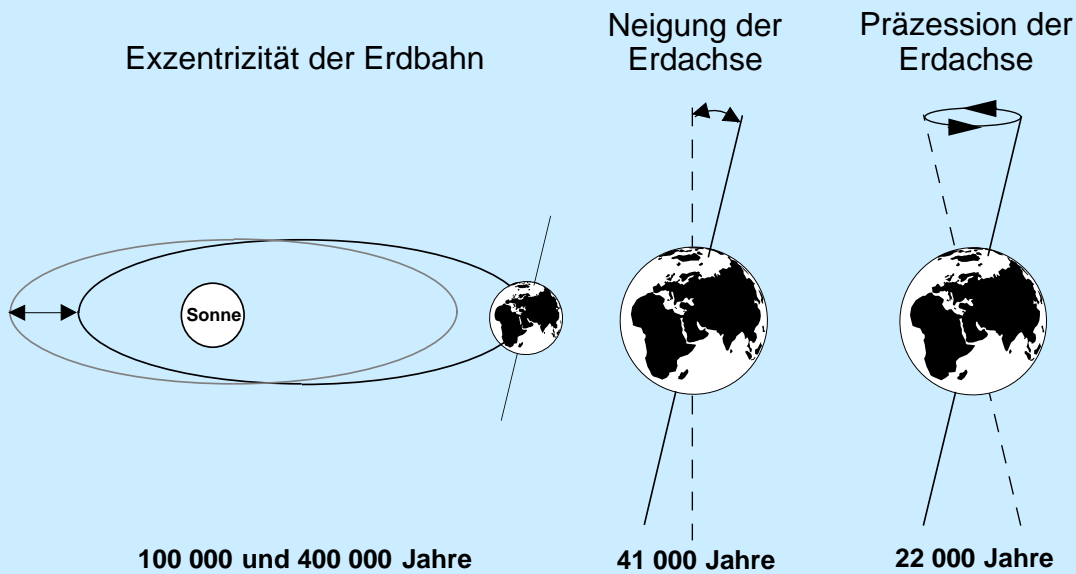 Exzentrizität der Erdbahn
Neigung der
Erdachse
Präzession der
Erdachse
Sonne
100 000 und 400 000 Jahre
41 000 Jahre
22 000 Jahre